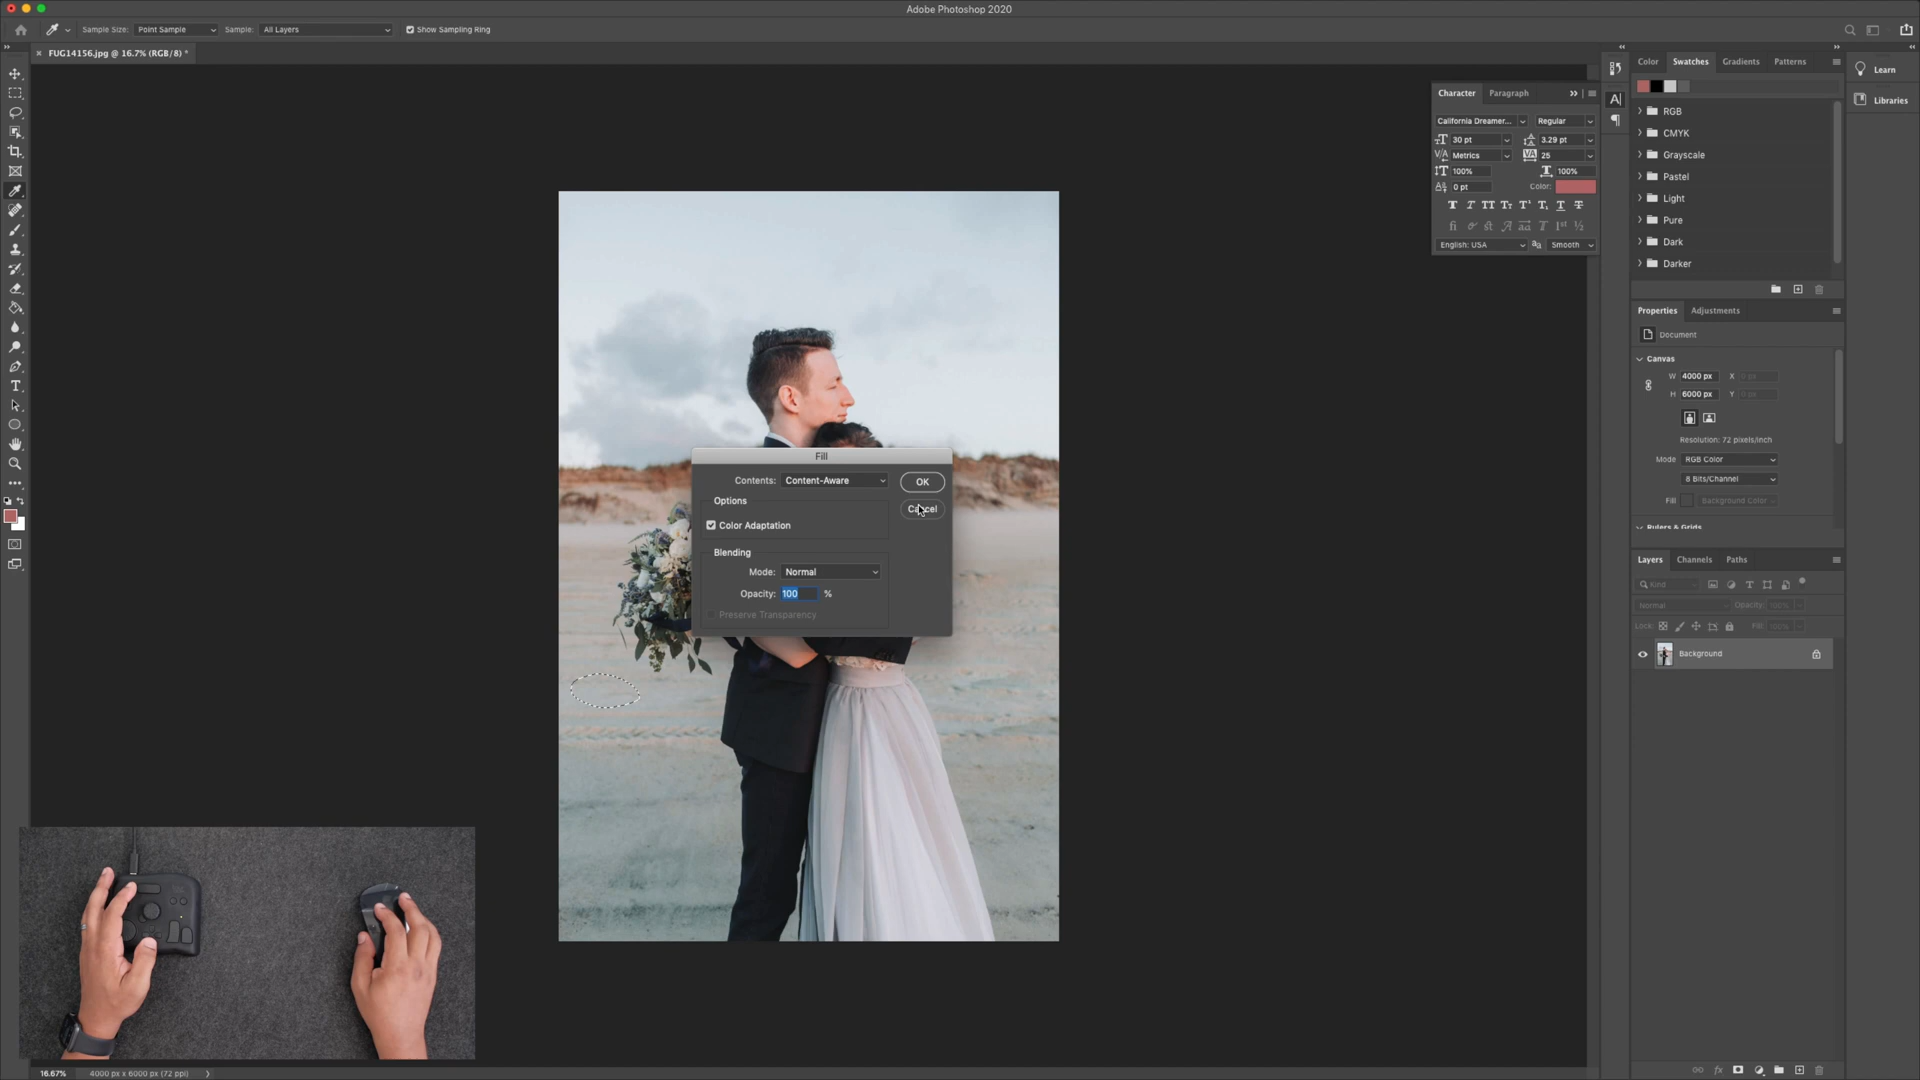 Adobe Photoshop 2020
Sample Size: Point Sample Sample: All Layers Show Sampling Ring
× FUG14156.jpg @ 16.7% (RGB/8) *
Color Swatches Gradients Patterns
Learn
Libraries
RGB
CMYK
Grayscale
Pastel
Light
Pure
Dark
Darker
Character Paragraph
California Dreamer... Regular
30 pt 3.29 pt
Metrics 25
100% 100%
0 pt Color:
English: USA Smooth
Properties Adjustments
Document
Canvas
W 4000 px X 0 px
H 6000 px Y 0 px
Resolution: 72 pixels/inch
Mode RGB Color
8 Bits/Channel
Fill Background Color
Rulers & Grids
Layers Channels Paths
Kind
Normal Opacity: 100%
Lock: Fill: 100%
Background
Fill
Contents: Content-Aware OK
Options
Cancel
Color Adaptation
Blending
Mode: Normal
Opacity: 100 %
Preserve Transparency
16.67% 4000 px x 6000 px (72 ppi)